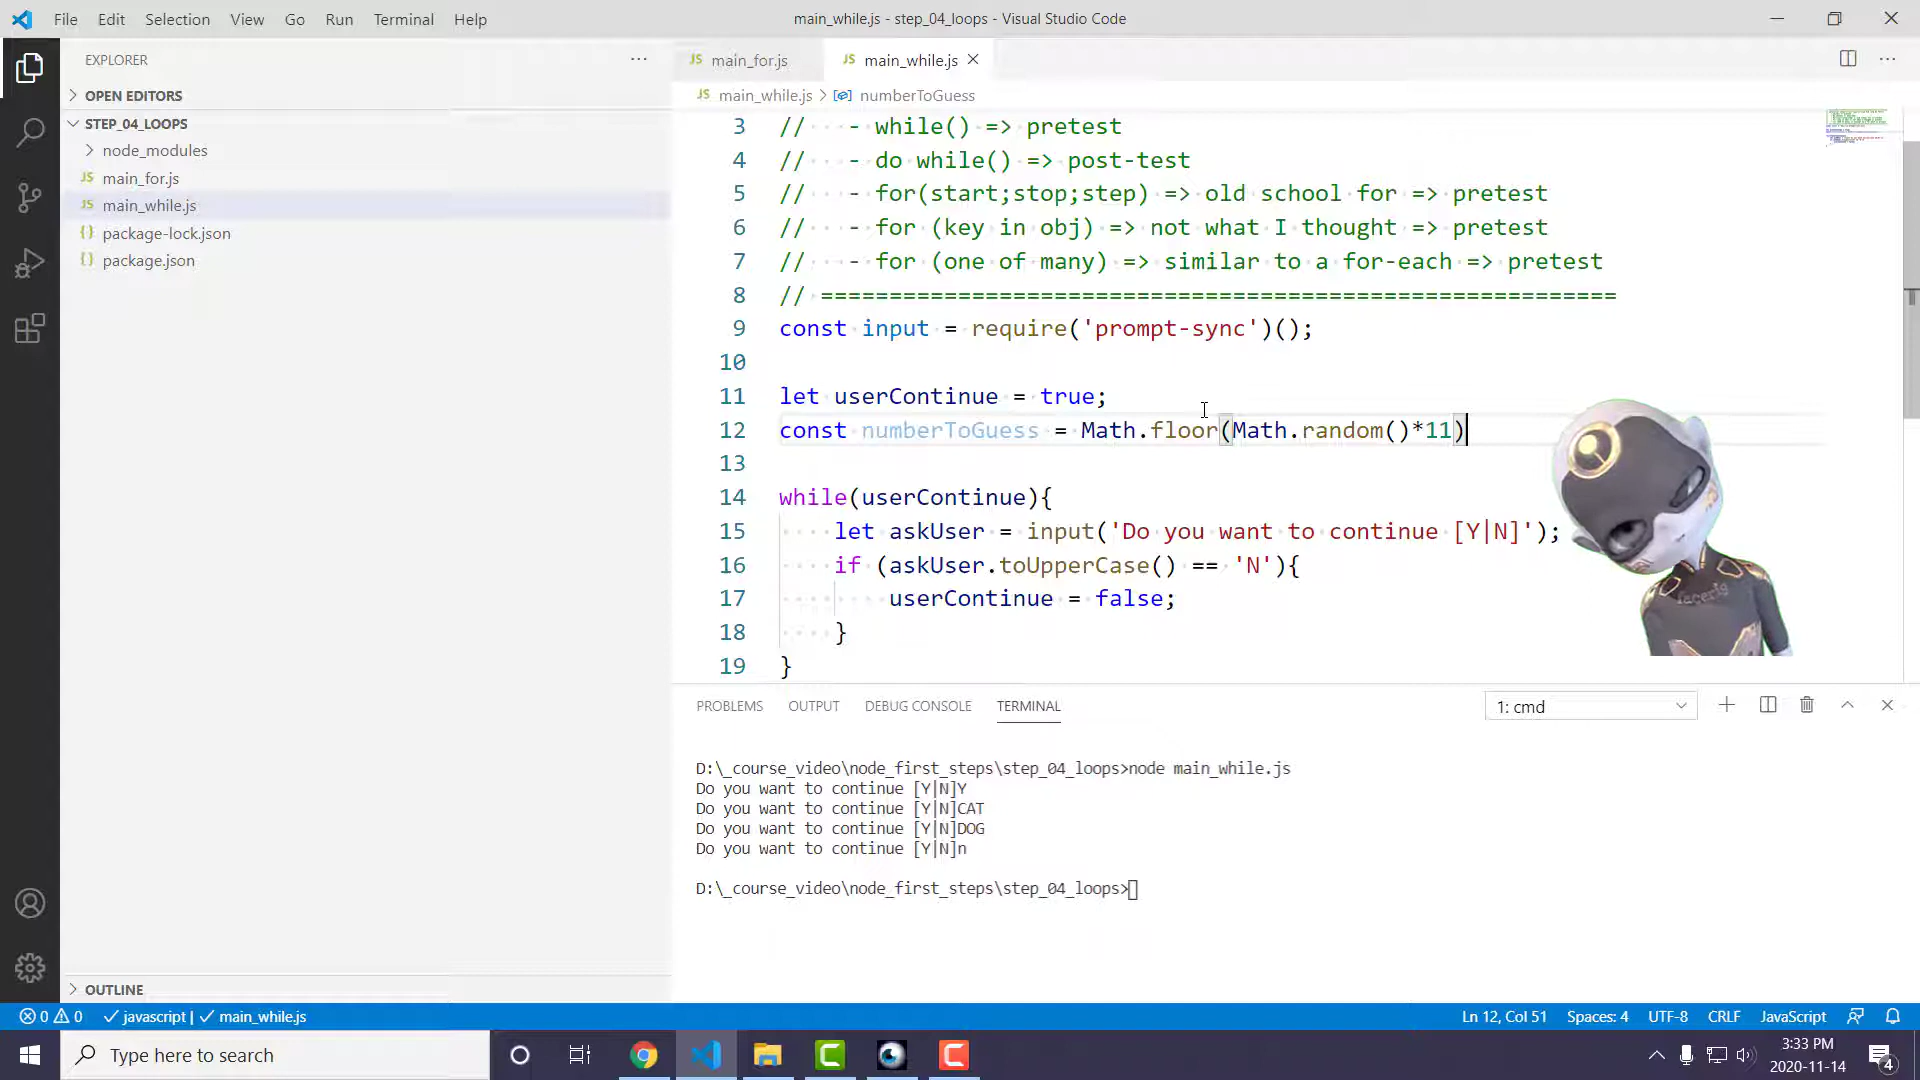 File Edit Selection View Go Run Terminal Help
main_while.js - step_04_loops - Visual Studio Code
EXPLORER
OPEN EDITORS
STEP_04_LOOPS
node_modules
JS main_for.js
JS main_while.js
{} package-lock.json
{} package.json
OUTLINE
JS main_for.js
JS main_while.js
JS main_while.js > numberToGuess
3 // - while() => pretest
4 // - do while() => post-test
5 // - for(start;stop;step) => old school for => pretest
6 // - for (key in obj) => not what I thought => pretest
7 // - for (one of many) => similar to a for-each => pretest
8 // ==========================================================
9 const input = require('prompt-sync')();
10
11 let userContinue = true;
12 const numberToGuess = Math.floor(Math.random()*11)
13
14 while(userContinue){
15 let askUser = input('Do you want to continue [Y|N]');
16 if (askUser.toUpperCase() == 'N'){
17 userContinue = false;
18 }
19 }
facerig
PROBLEMS OUTPUT DEBUG CONSOLE TERMINAL
1: cmd
D:\_course_video\node_first_steps\step_04_loops>node main_while.js
Do you want to continue [Y|N]Y
Do you want to continue [Y|N]CAT
Do you want to continue [Y|N]DOG
Do you want to continue [Y|N]n
D:\_course_video\node_first_steps\step_04_loops>
0 0 javascript | main_while.js
Ln 12, Col 51 Spaces: 4 UTF-8 CRLF JavaScript
Type here to search
3:33 PM
2020-11-14
4